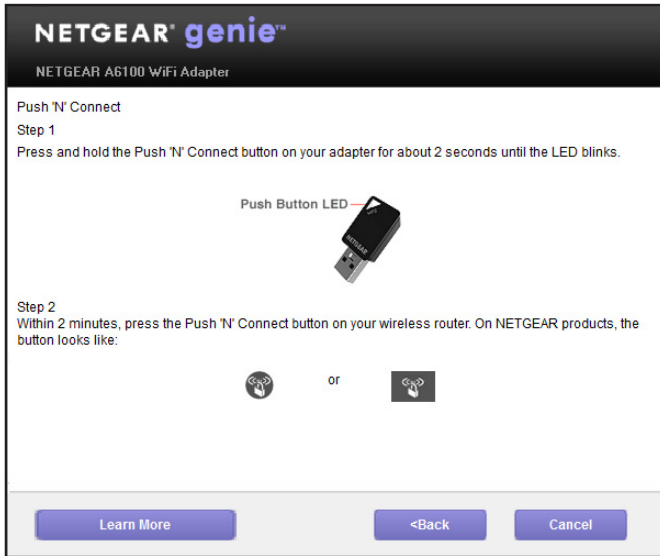 NETGEAR® genie™
NETGEAR A6100 WiFi Adapter
Push 'N' Connect
Step 1
Press and hold the Push 'N' Connect button on your adapter for about 2 seconds until the LED blinks.
Push Button LED
NETGEAR
Step 2
Within 2 minutes, press the Push 'N' Connect button on your wireless router. On NETGEAR products, the
button looks like:
or
Learn More
<Back
Cancel